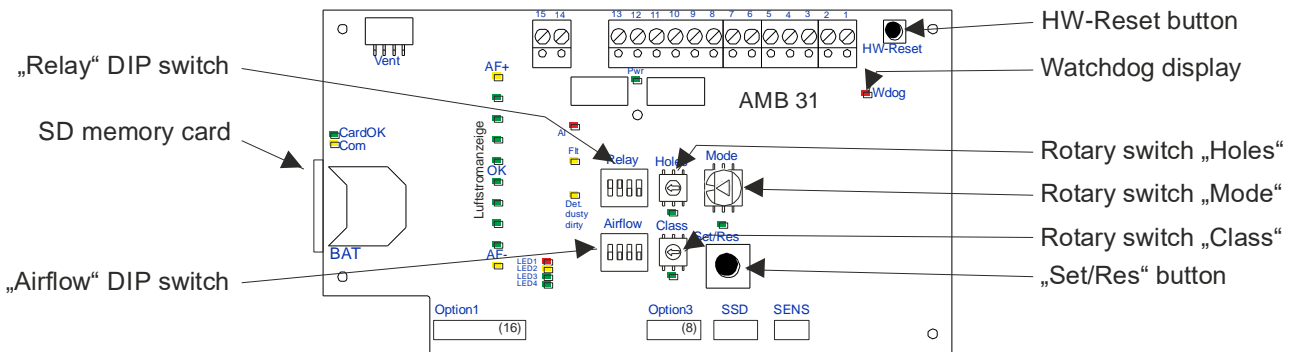 15 14
13 12 11 10 9 8 7 6 5 4 3 2 1
HW-Reset button
Vent
HW-Reset
„Relay“ DIP switch
AF+
Pwr
Watchdog display
Wdog
AMB 31
SD memory card
CardOK
Com
Al
Luftstromanzeige
Flt
Relay
Holes
Mode
Rotary switch „Holes“
OK
Rotary switch „Mode“
Det.
dusty
dirty
Airflow
Class
Set/Res
Rotary switch „Class“
BAT
AF-
„Airflow“ DIP switch
LED1
LED2
LED3
LED4
„Set/Res“ button
Option1
(16)
Option3
(8)
SSD
SENS